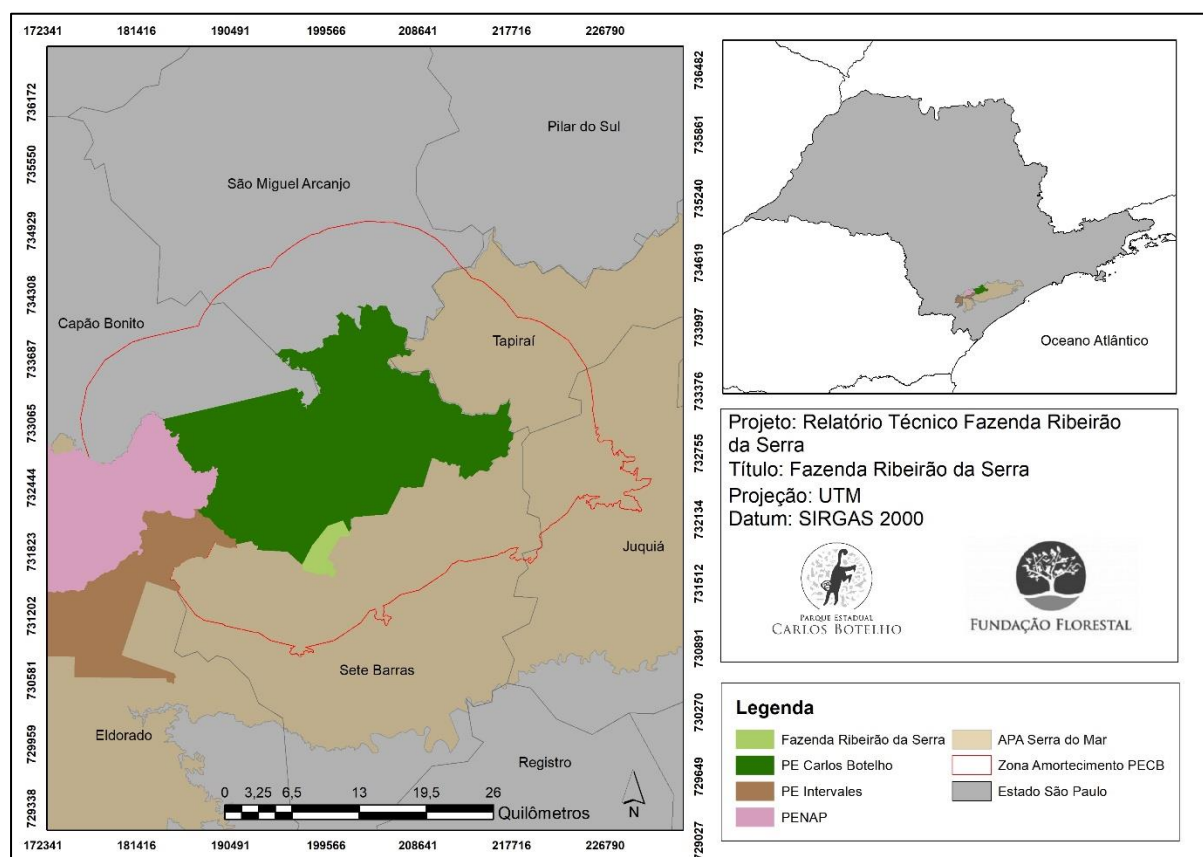 172341 181416 190491 199566 208641 217716 226790
736172
735550
734929
734308
733687
733065
732444
731823
731202
730581
729959
729338
Pilar do Sul
São Miguel Arcanjo
Capão Bonito
Tapiraí
Juquiá
Sete Barras
Eldorado
Registro
0 3,25 6,5 13 19,5 26
Quilômetros
N
172341 181416 190491 199566 208641 217716 226790
736482
735861
735240
734619
733997
733376
732755
732134
731512
730891
730270
729649
729027
Oceano Atlântico
Projeto: Relatório Técnico Fazenda Ribeirão
da Serra
Título: Fazenda Ribeirão da Serra
Projeção: UTM
Datum: SIRGAS 2000
PARQUE ESTADUAL
CARLOS BOTELHO
FUNDAÇÃO FLORESTAL
Legenda
Fazenda Ribeirão da Serra
PE Carlos Botelho
PE Intervales
PENAP
APA Serra do Mar
Zona Amortecimento PECB
Estado São Paulo